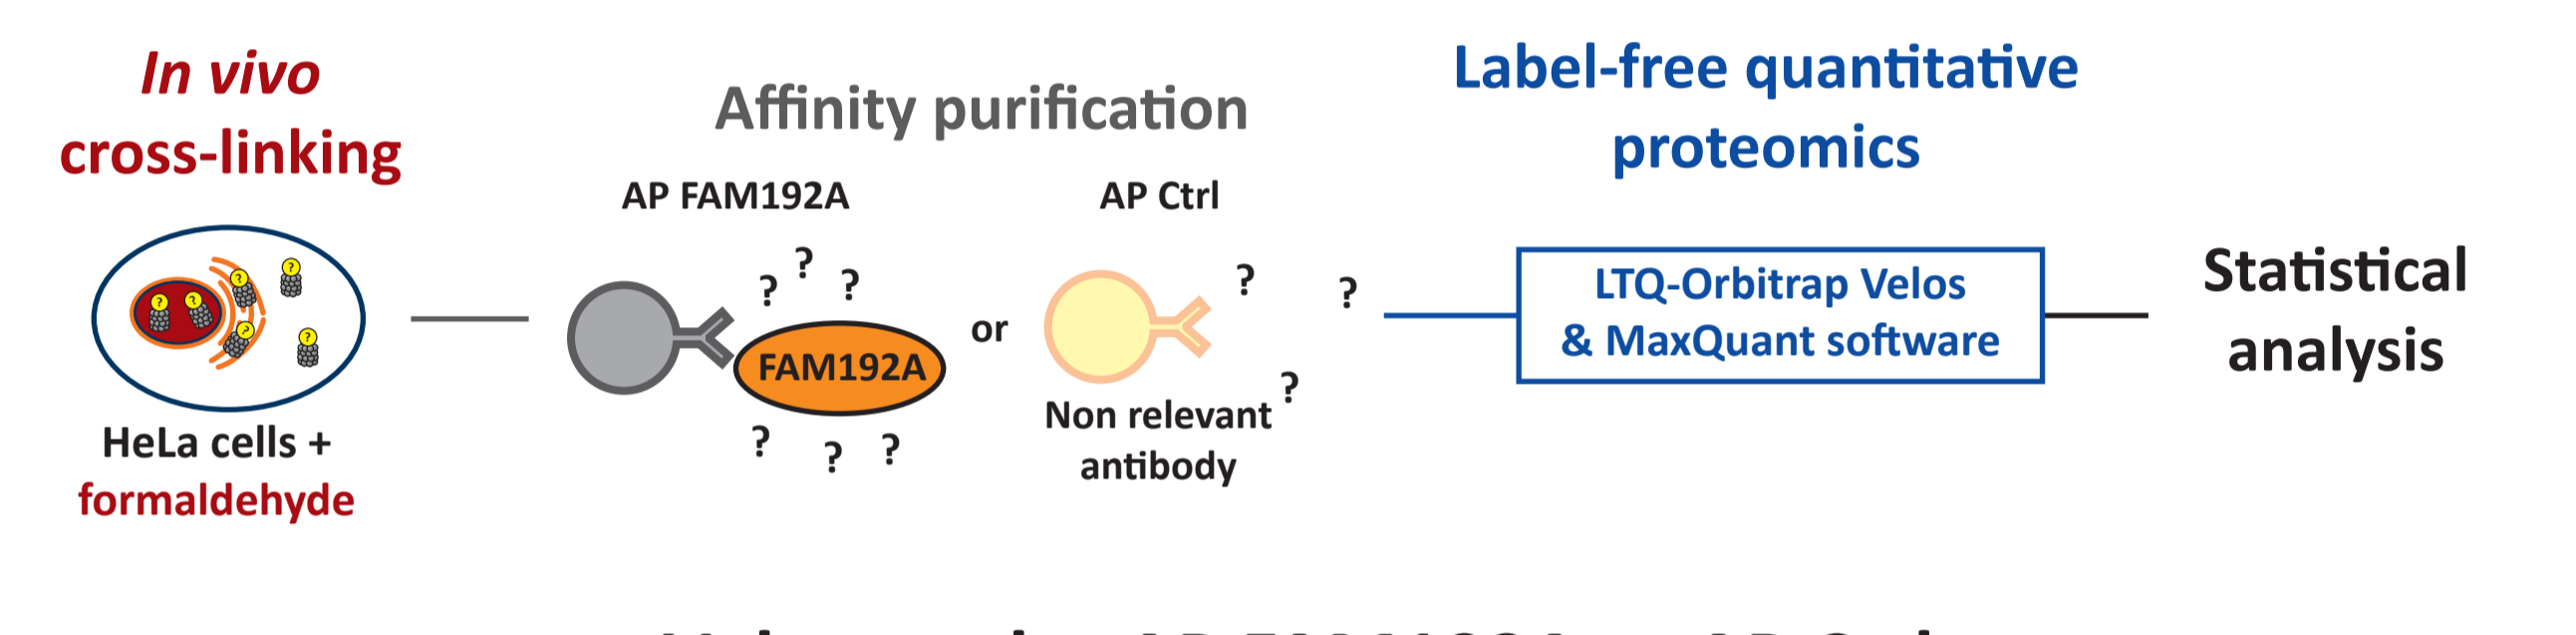 In vivo
cross-linking
HeLa cells +
formaldehyde
? ? ? ? ? ?
Affinity purification
AP FAM192A
? ? ?
FAM192A
? ? ?
or
AP Ctrl
? ? ?
Non relevant
antibody
Label-free quantitative
proteomics
LTQ-Orbitrap Velos
& MaxQuant software
Statistical
analysis